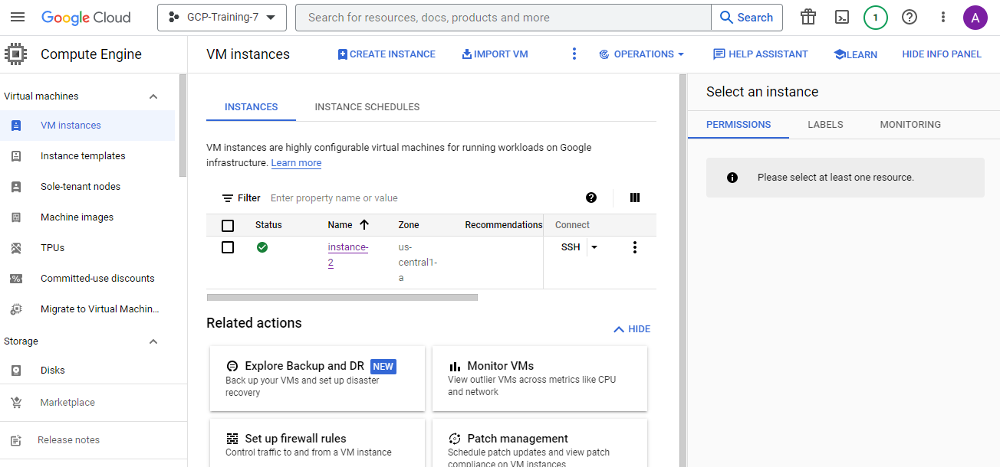 Google Cloud
GCP-Training-7
Search for resources, docs, products and more
Search
1
A
Compute Engine
VM instances
CREATE INSTANCE
IMPORT VM
OPERATIONS
HELP ASSISTANT
LEARN
HIDE INFO PANEL
Virtual machines
VM instances
Instance templates
Sole-tenant nodes
Machine images
TPUs
Committed-use discounts
Migrate to Virtual Machin...
Storage
Disks
Marketplace
Release notes
INSTANCES
INSTANCE SCHEDULES
VM instances are highly configurable virtual machines for running workloads on Google
infrastructure. Learn more
Filter
Enter property name or value
Status
Name
Zone
Recommendations
Connect
instance-
2
us-
central1-
a
SSH
Related actions
HIDE
Explore Backup and DR NEW
Back up your VMs and set up disaster
recovery
Monitor VMs
View outlier VMs across metrics like CPU
and network
Set up firewall rules
Control traffic to and from a VM instance
Patch management
Schedule patch updates and view patch
compliance on VM instances
Select an instance
PERMISSIONS
LABELS
MONITORING
Please select at least one resource.